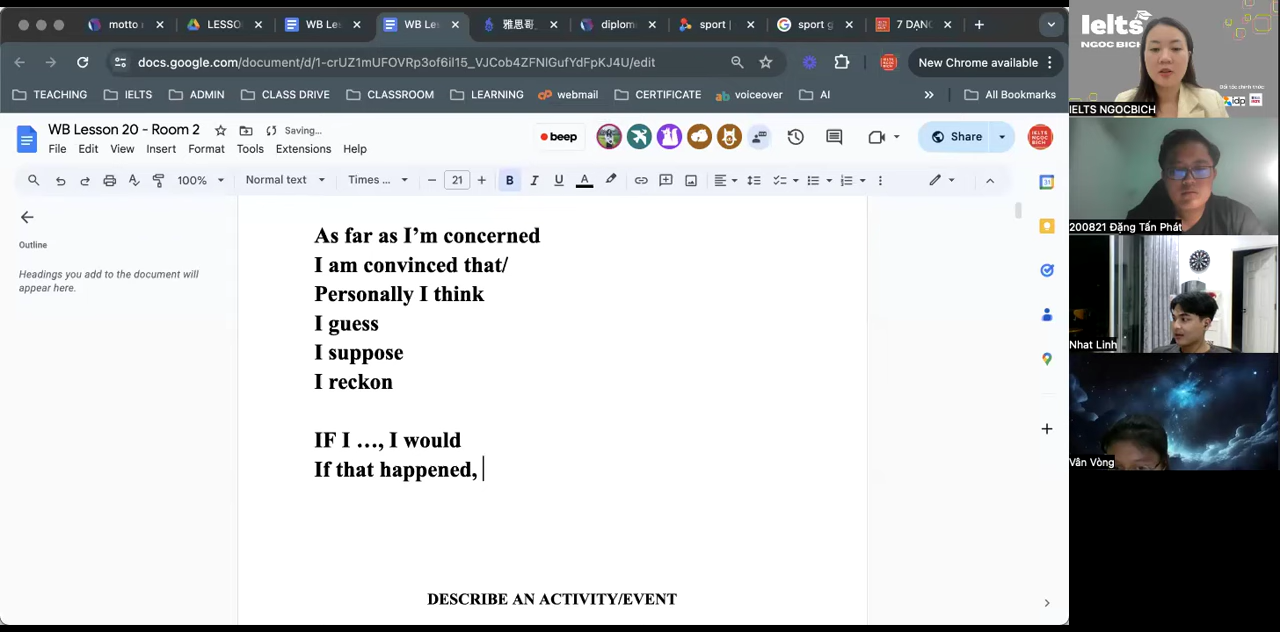 motto
LESSO
WB Le
WB Le
雅思哥
diplom
sport |
sport g
7 DẠN
docs.google.com/document/d/1-crUZ1mUFOVRp3of6il15_VJCob4ZFNlGufYdFpKJ4U/edit
New Chrome available
TEACHING
IELTS
ADMIN
CLASS DRIVE
CLASSROOM
LEARNING
webmail
CERTIFICATE
voiceover
AI
All Bookmarks
WB Lesson 20 - Room 2
Saving...
File Edit View Insert Format Tools Extensions Help
beep
Share
100%
Normal text
Times ...
21
B I U A
Outline
Headings you add to the document will
appear here.
As far as I'm concerned
I am convinced that/
Personally I think
I guess
I suppose
I reckon
IF I …, I would
If that happened,
DESCRIBE AN ACTIVITY/EVENT
Ielts
NGOC BICH
IELTS NGOCBICH
idp
200821 Đặng Tấn Phát
Nhat Linh
Vân Vòng